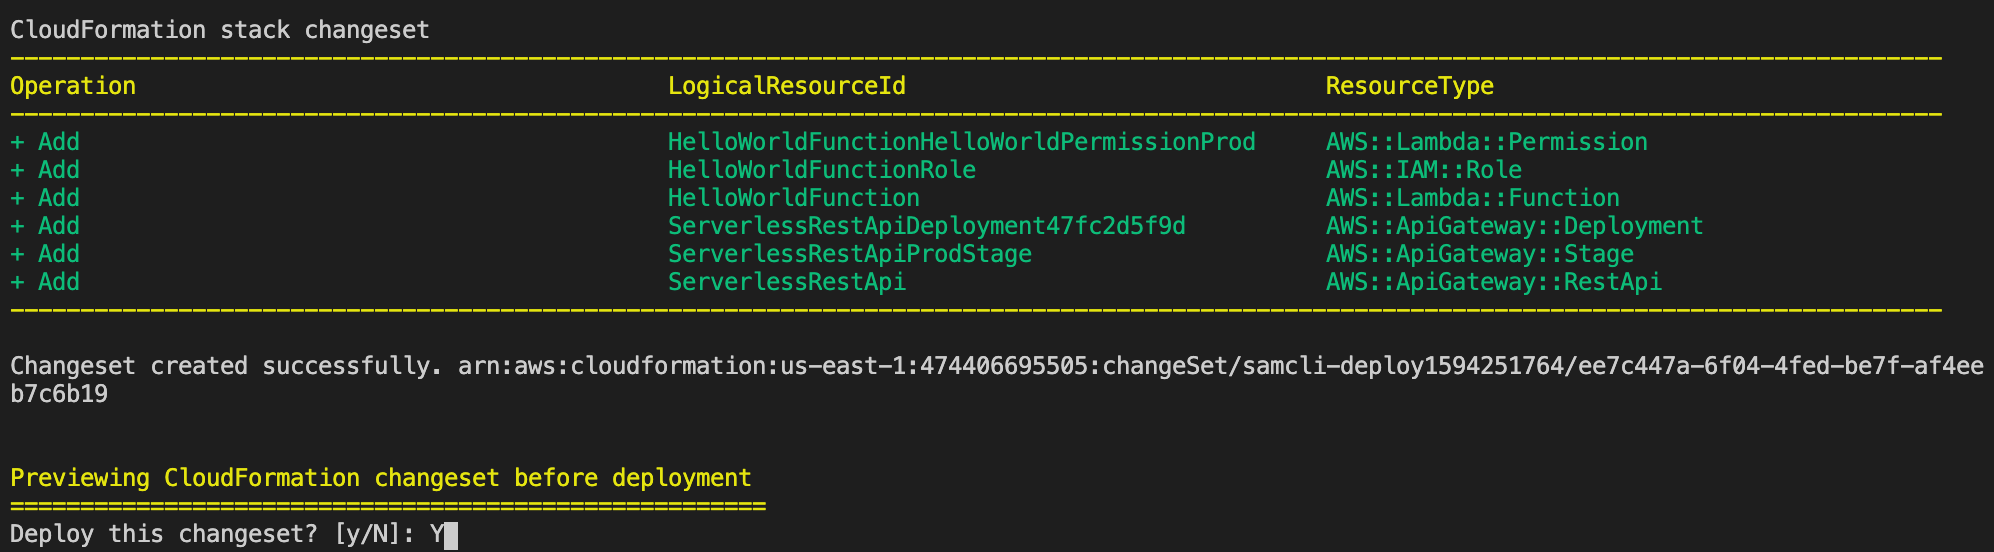 CloudFormation stack changeset
Operation LogicalResourceId ResourceType
+ Add HelloWorldFunctionHelloWorldPermissionProd AWS::Lambda::Permission
+ Add HelloWorldFunctionRole AWS::IAM::Role
+ Add HelloWorldFunction AWS::Lambda::Function
+ Add ServerlessRestApiDeployment47fc2d5f9d AWS::ApiGateway::Deployment
+ Add ServerlessRestApiProdStage AWS::ApiGateway::Stage
+ Add ServerlessRestApi AWS::ApiGateway::RestApi
Changeset created successfully. arn:aws:cloudformation:us-east-1:474406695505:changeSet/samcli-deploy1594251764/ee7c447a-6f04-4fed-be7f-af4ee
b7c6b19
Previewing CloudFormation changeset before deployment
======================================================
Deploy this changeset? [y/N]: Y